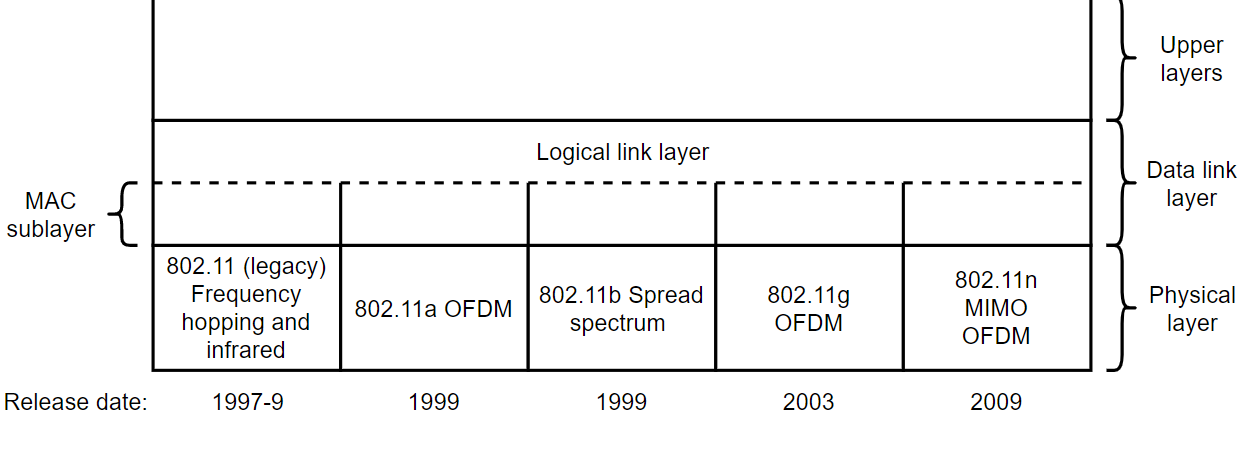 Upper
layers
Logical link layer
Data link
layer
MAC
sublayer
802.11 (legacy)
Frequency
hopping and
infrared
802.11a OFDM
802.11b Spread
spectrum
802.11g
OFDM
802.11n
MIMO
OFDM
Physical
layer
Release date: 1997-9 1999 1999 2003 2009